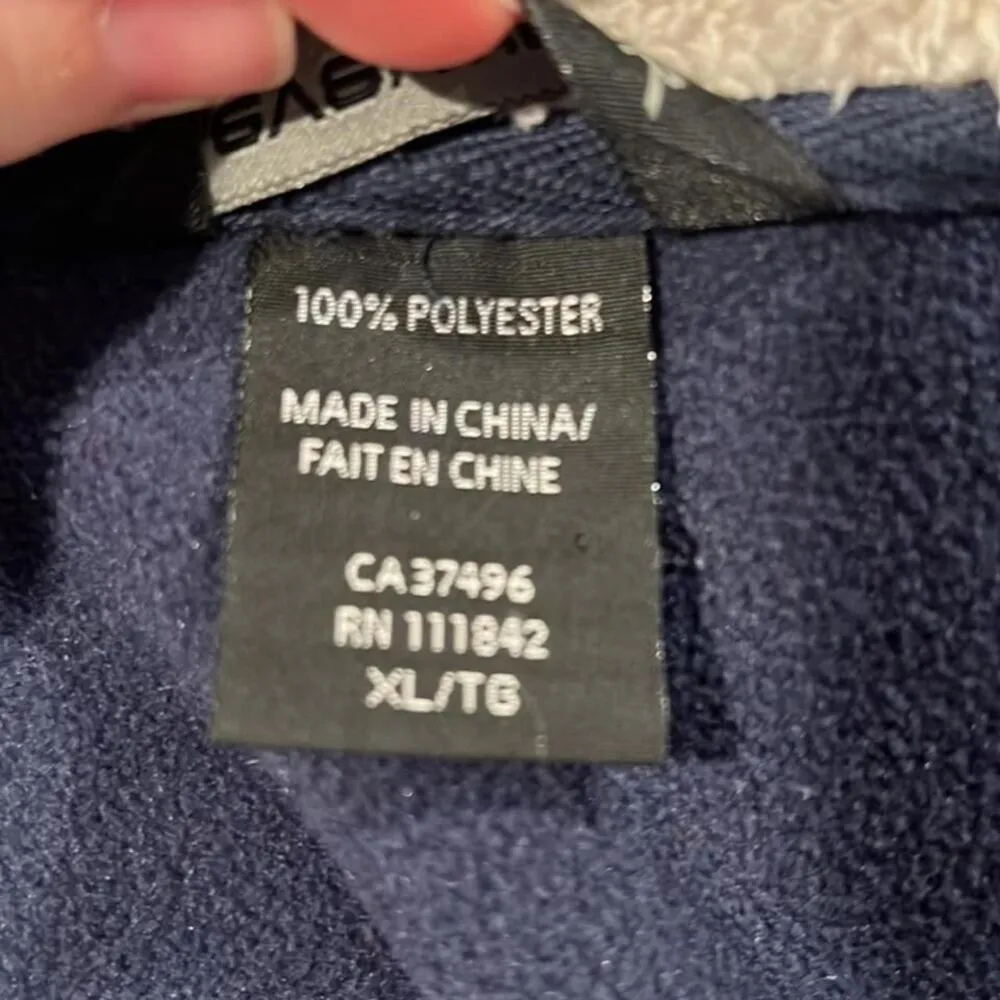 100% POLYESTER
MADE IN CHINA/
FAIT EN CHINE
CA37496
RN 111842
XL/TG